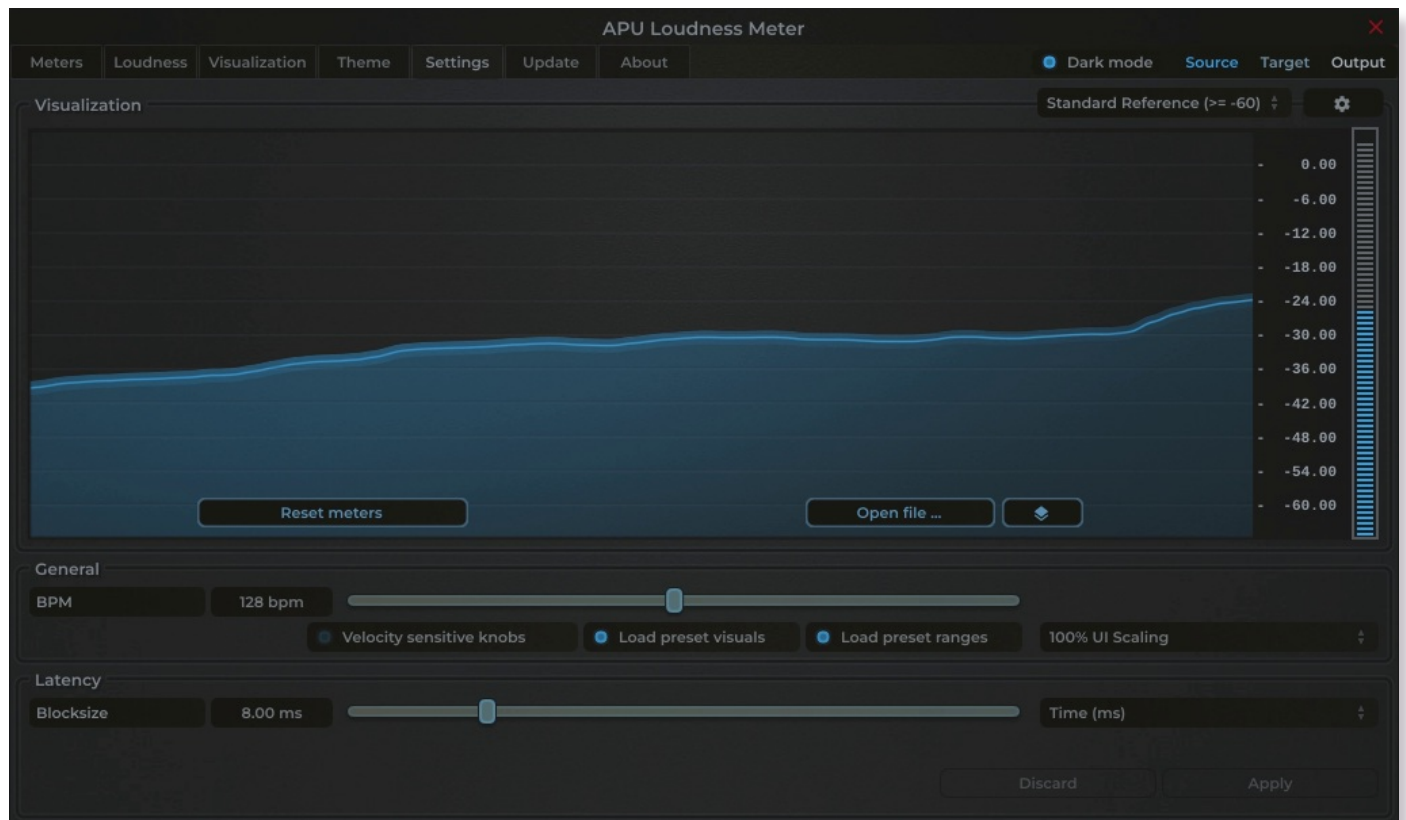 APU Loudness Meter
Meters Loudness Visualization Theme Settings Update About Dark mode Source Target Output
Visualization Standard Reference (>= -60)
- 0.00
- -6.00
- -12.00
- -18.00
- -24.00
- -30.00
- -36.00
- -42.00
- -48.00
- -54.00
- -60.00
Reset meters Open file ...
General
BPM 128 bpm
Velocity sensitive knobs Load preset visuals Load preset ranges 100% UI Scaling
Latency
Blocksize 8.00 ms Time (ms)
Discard Apply